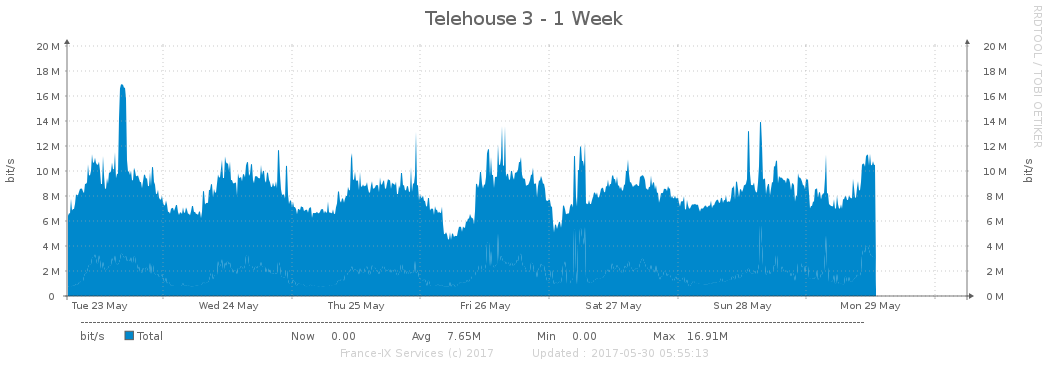 Telehouse 3 - 1 Week
RRDTOOL / TOBI OETIKER
bit/s
20 M
18 M
16 M
14 M
12 M
10 M
8 M
6 M
4 M
2 M
0
20 M
18 M
16 M
14 M
12 M
10 M
8 M
6 M
4 M
2 M
0 M
bit/s
Tue 23 May Wed 24 May Thu 25 May Fri 26 May Sat 27 May Sun 28 May Mon 29 May
bit/s Total Now 0.00 Avg 7.65M Min 0.00 Max 16.91M
France-IX Services (c) 2017 Updated : 2017-05-30 05:55:13